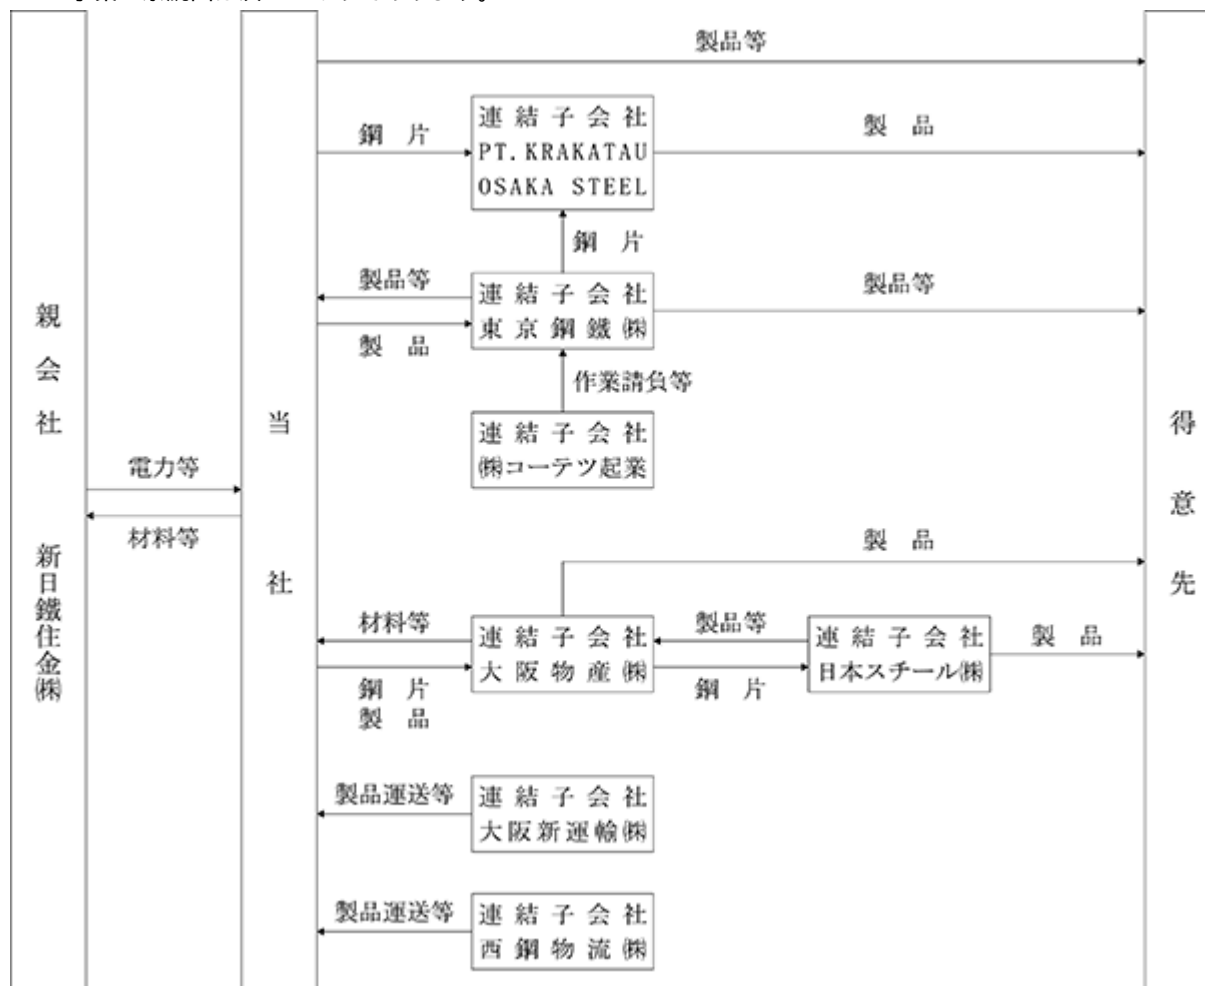 親会社
新日鐵住金㈱
電力等
材料等
当社
製品等
鋼片
連結子会社
PT.KRAKATAU
OSAKA STEEL
製品
鋼片
製品等
製品
連結子会社
東京鋼鐵㈱
製品等
作業請負等
連結子会社
㈱コーテツ起業
製品
材料等
鋼片
製品
連結子会社
大阪物産㈱
製品等
鋼片
連結子会社
日本スチール㈱
製品
製品運送等
連結子会社
大阪新運輸㈱
製品運送等
連結子会社
西鋼物流㈱
得意先